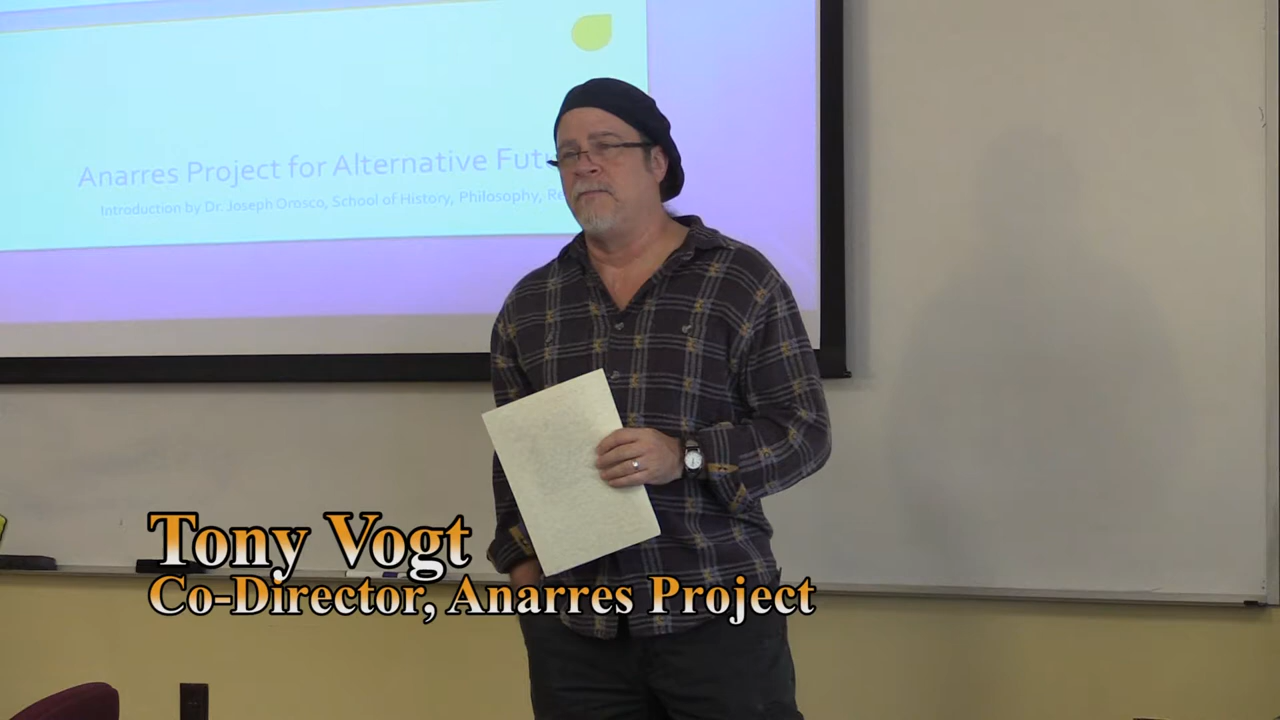 Anarres Project for Alternative Fut
Introduction by Dr. Joseph Orosco, School of History, Philosophy, Re
Tony Vogt
Co-Director, Anarres Project